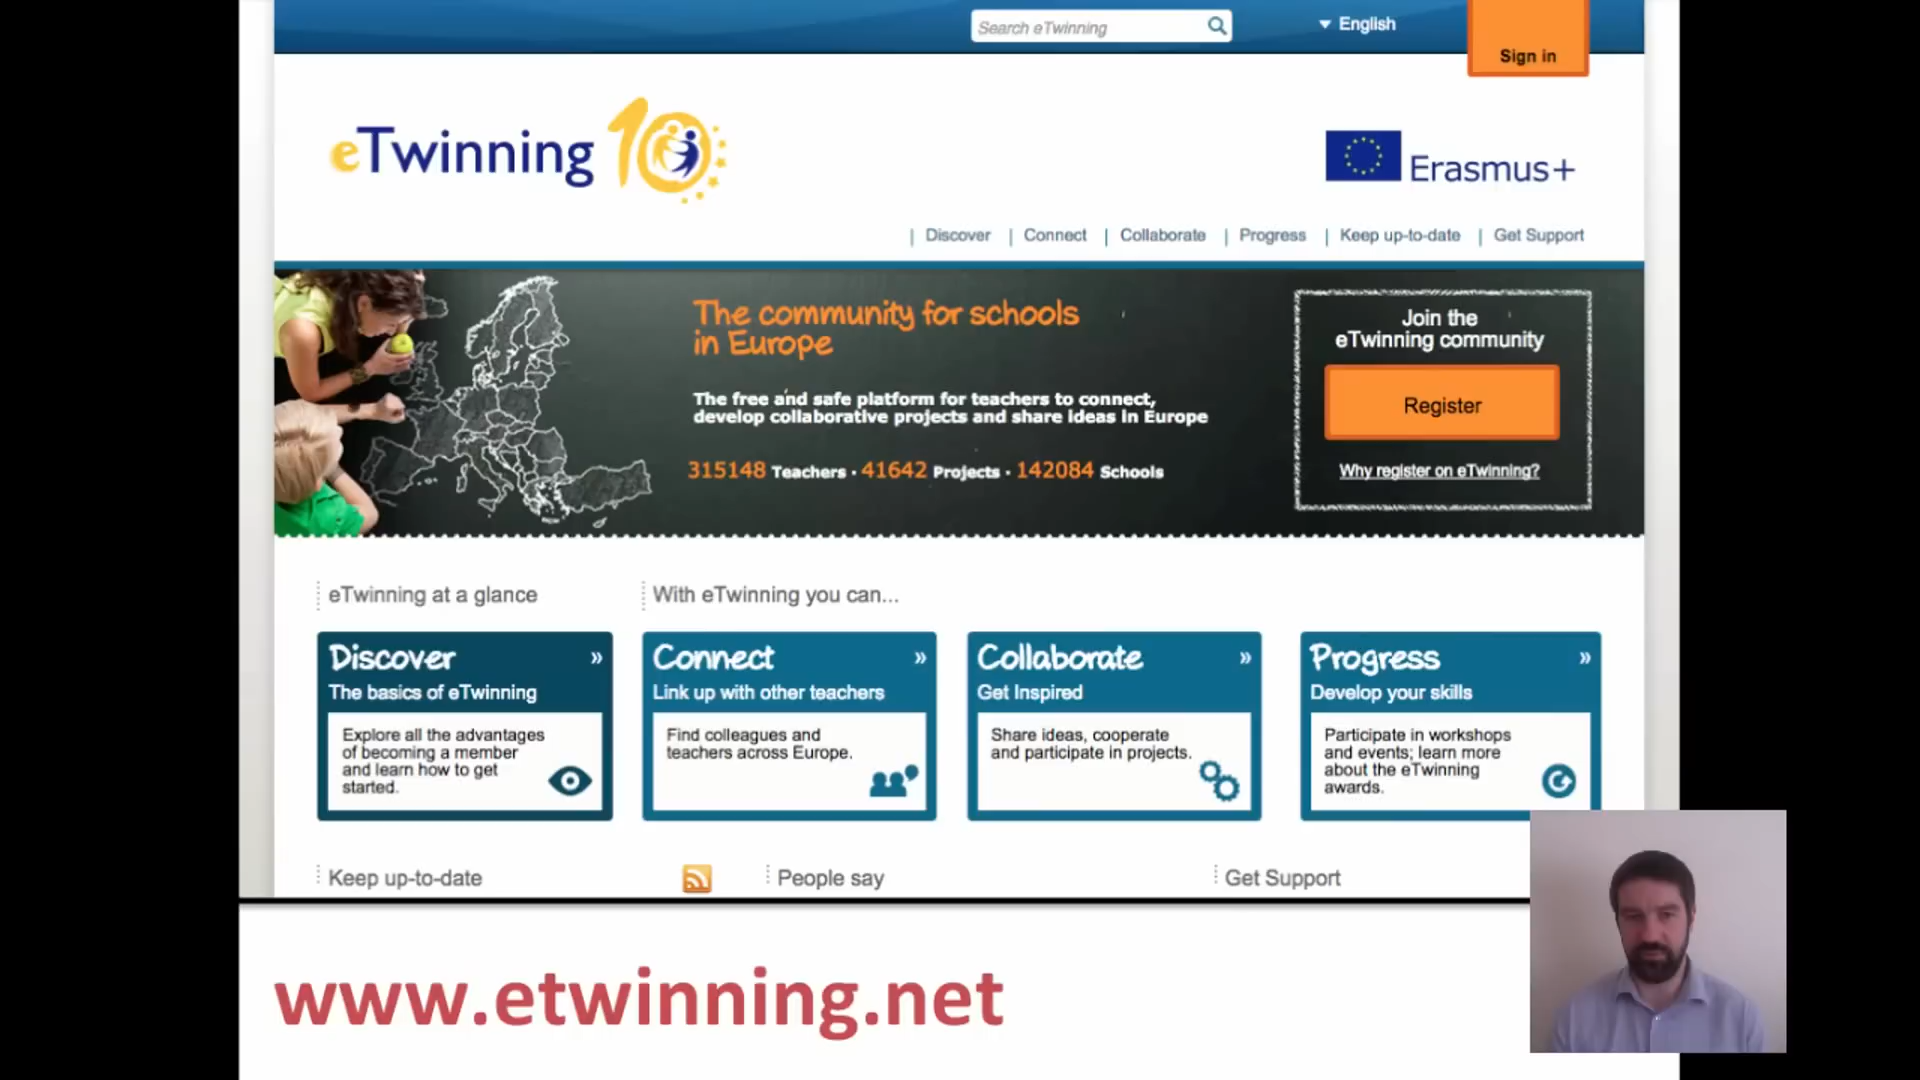 Search eTwinning
English
Sign in
eTwinning 10
Erasmus+
Discover
Connect
Collaborate
Progress
Keep up-to-date
Get Support
The community for schools
in Europe
The free and safe platform for teachers to connect,
develop collaborative projects and share ideas in Europe
315148 Teachers · 41642 Projects · 142084 Schools
Join the
eTwinning community
Register
Why register on eTwinning?
eTwinning at a glance
With eTwinning you can...
Discover »
The basics of eTwinning
Explore all the advantages
of becoming a member
and learn how to get
started.
Connect »
Link up with other teachers
Find colleagues and
teachers across Europe.
Collaborate »
Get Inspired
Share ideas, cooperate
and participate in projects.
Progress »
Develop your skills
Participate in workshops
and events; learn more
about the eTwinning
awards.
Keep up-to-date
People say
Get Support
www.etwinning.net